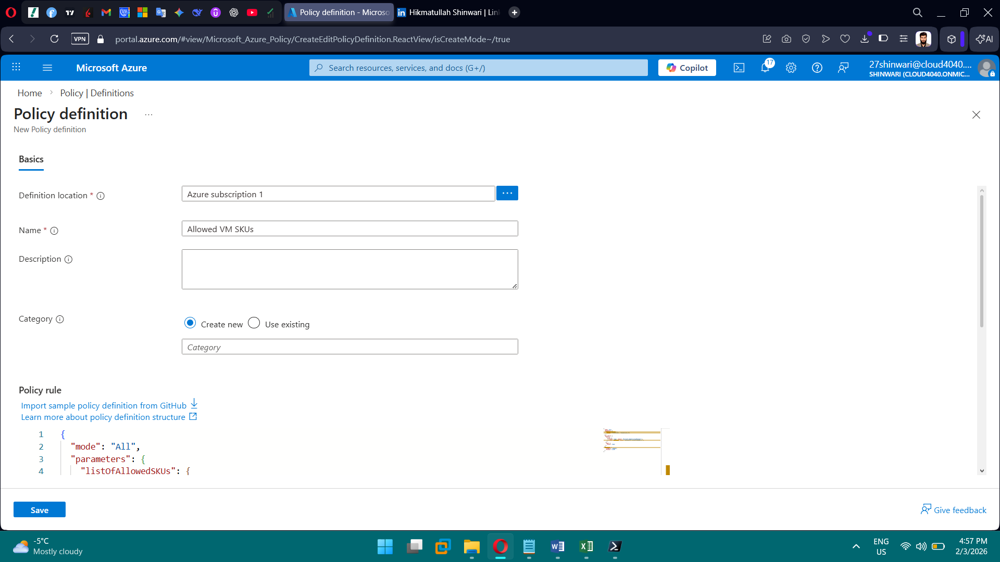 Policy definition - Microso
Hikmatullah Shinwari | Lin
VPN
portal.azure.com/#view/Microsoft_Azure_Policy/CreateEditPolicyDefinition.ReactView/isCreateMode~/true
AI
Microsoft Azure
Search resources, services, and docs (G+/)
Copilot
17
27shinwari@cloud4040....
SHINWARI (CLOUD4040.ONMIC...
Home
Policy | Definitions
Policy definition
...
New Policy definition
Basics
Definition location *
Azure subscription 1
Name *
Allowed VM SKUs
Description
Category
Create new
Use existing
Category
Policy rule
Import sample policy definition from GitHub
Learn more about policy definition structure
1 {
2 "mode": "All",
3 "parameters": {
4 "listOfAllowedSKUs": {
Save
Give feedback
-5°C
Mostly cloudy
ENG
US
4:57 PM
2/3/2026